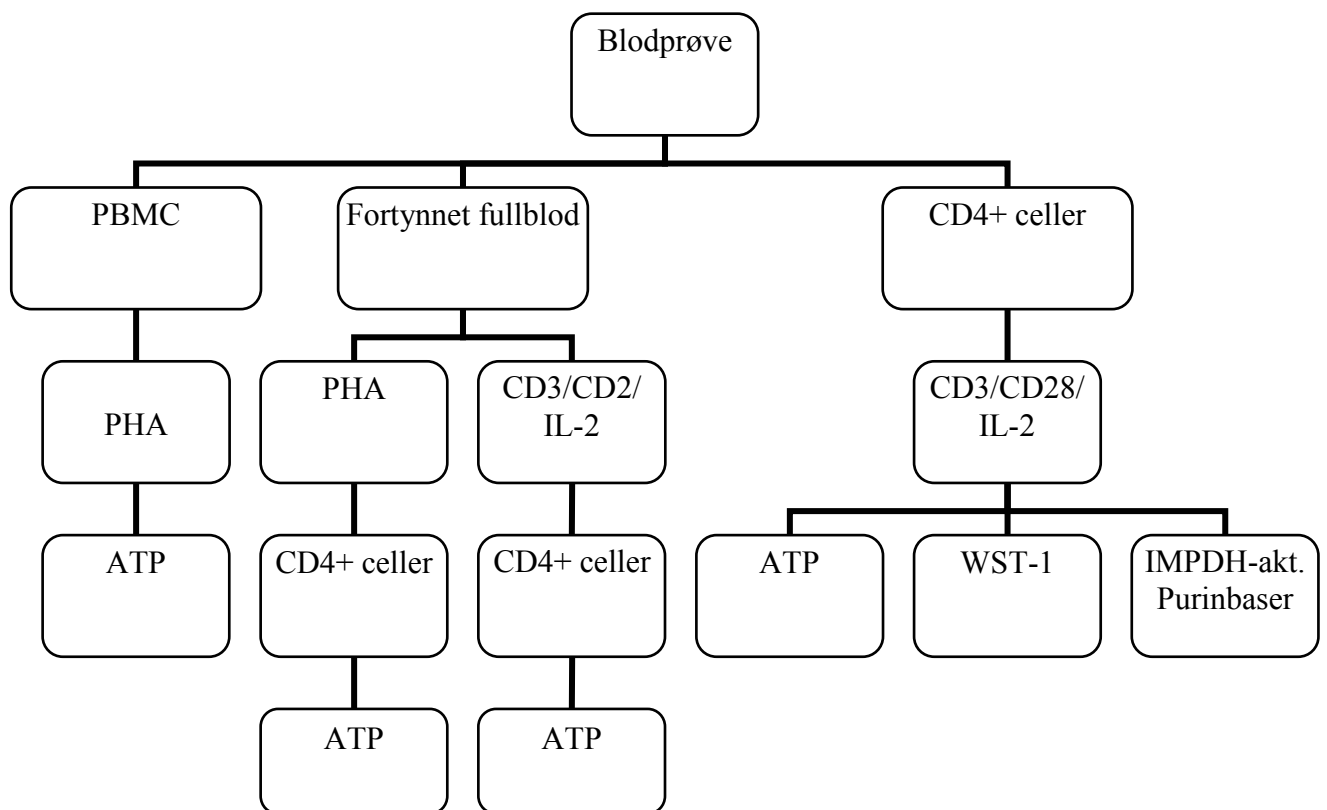 Blodprøve
PBMC
Fortynnet fullblod
CD4+ celler
PHA
PHA
CD3/CD2/
IL-2
CD3/CD28/
IL-2
ATP
CD4+ celler
CD4+ celler
ATP
WST-1
IMPDH-akt.
Purinbaser
ATP
ATP